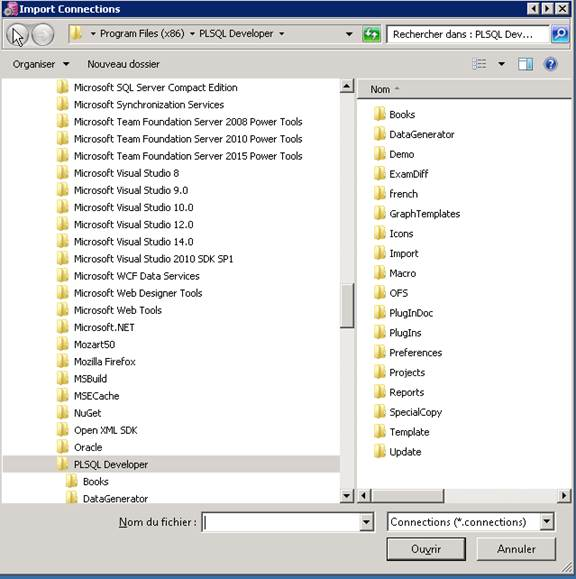 Import Connections
Program Files (x86) PLSQL Developer Rechercher dans : PLSQL Dev...
Organiser Nouveau dossier
Microsoft SQL Server Compact Edition
Microsoft Synchronization Services
Microsoft Team Foundation Server 2008 Power Tools
Microsoft Team Foundation Server 2010 Power Tools
Microsoft Team Foundation Server 2015 Power Tools
Microsoft Visual Studio 8
Microsoft Visual Studio 9.0
Microsoft Visual Studio 10.0
Microsoft Visual Studio 12.0
Microsoft Visual Studio 14.0
Microsoft Visual Studio 2010 SDK SP1
Microsoft WCF Data Services
Microsoft Web Designer Tools
Microsoft Web Tools
Microsoft.NET
Mozart50
Mozilla Firefox
MSBuild
MSECache
NuGet
Open XML SDK
Oracle
PLSQL Developer
Books
DataGenerator
Nom
Books
DataGenerator
Demo
ExamDiff
french
GraphTemplates
Icons
Import
Macro
OFS
PlugInDoc
PlugIns
Preferences
Projects
Reports
SpecialCopy
Template
Update
Nom du fichier : Connections (*.connections)
Ouvrir Annuler